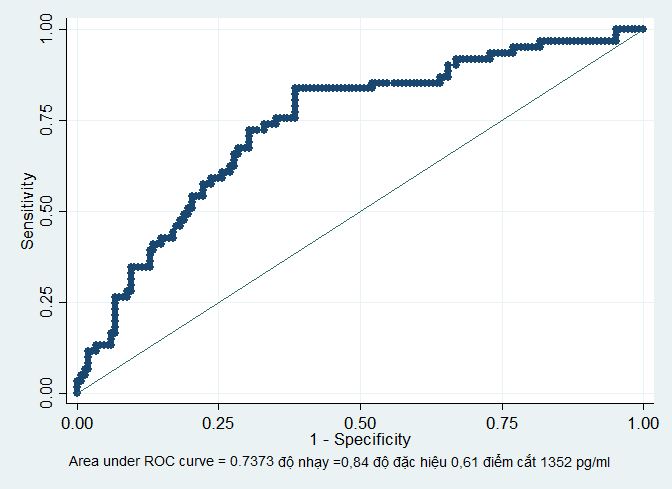 1.00
0.75
0.50
0.25
0.00
Sensitivity
0.00 0.25 0.50 0.75 1.00
1 - Specificity
Area under ROC curve = 0.7373 độ nhạy =0,84 độ đặc hiệu 0,61 điểm cắt 1352 pg/ml